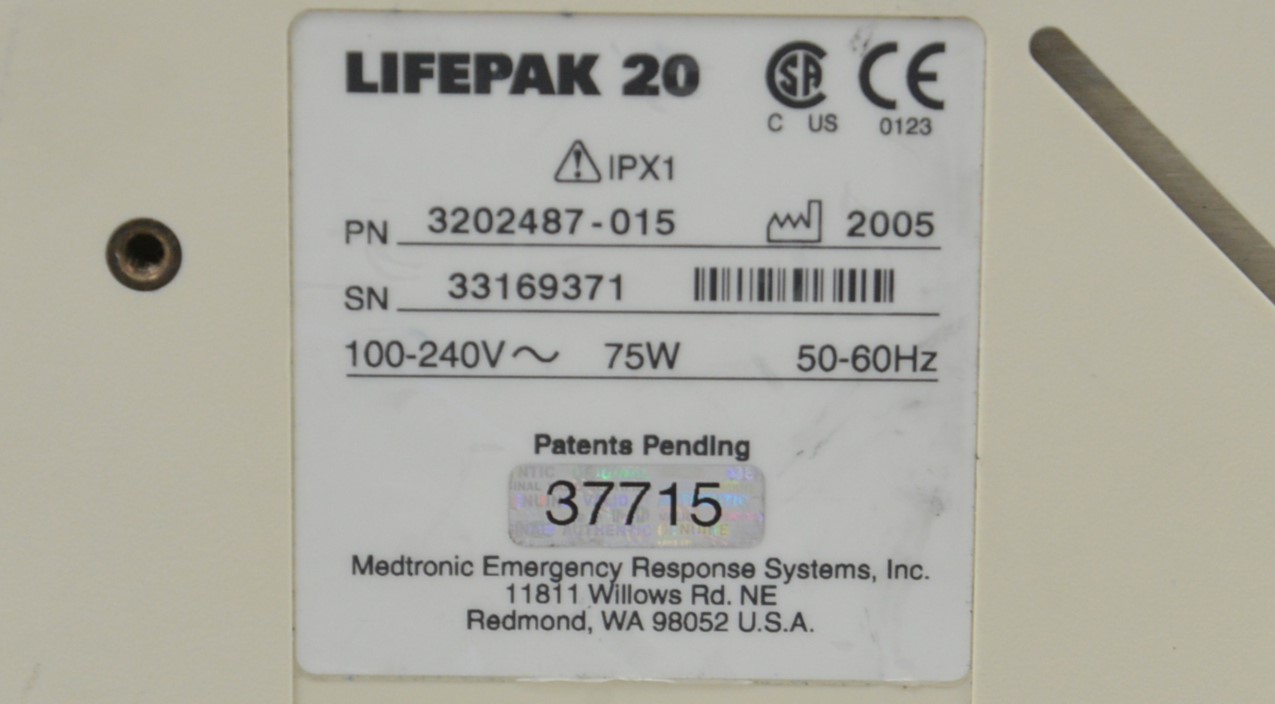 LIFEPAK 20
C US
0123
IPX1
PN 3202487-015 2005
SN 33169371
100-240V~ 75W 50-60Hz
Patents Pending
37715
Medtronic Emergency Response Systems, Inc.
11811 Willows Rd. NE
Redmond, WA 98052 U.S.A.